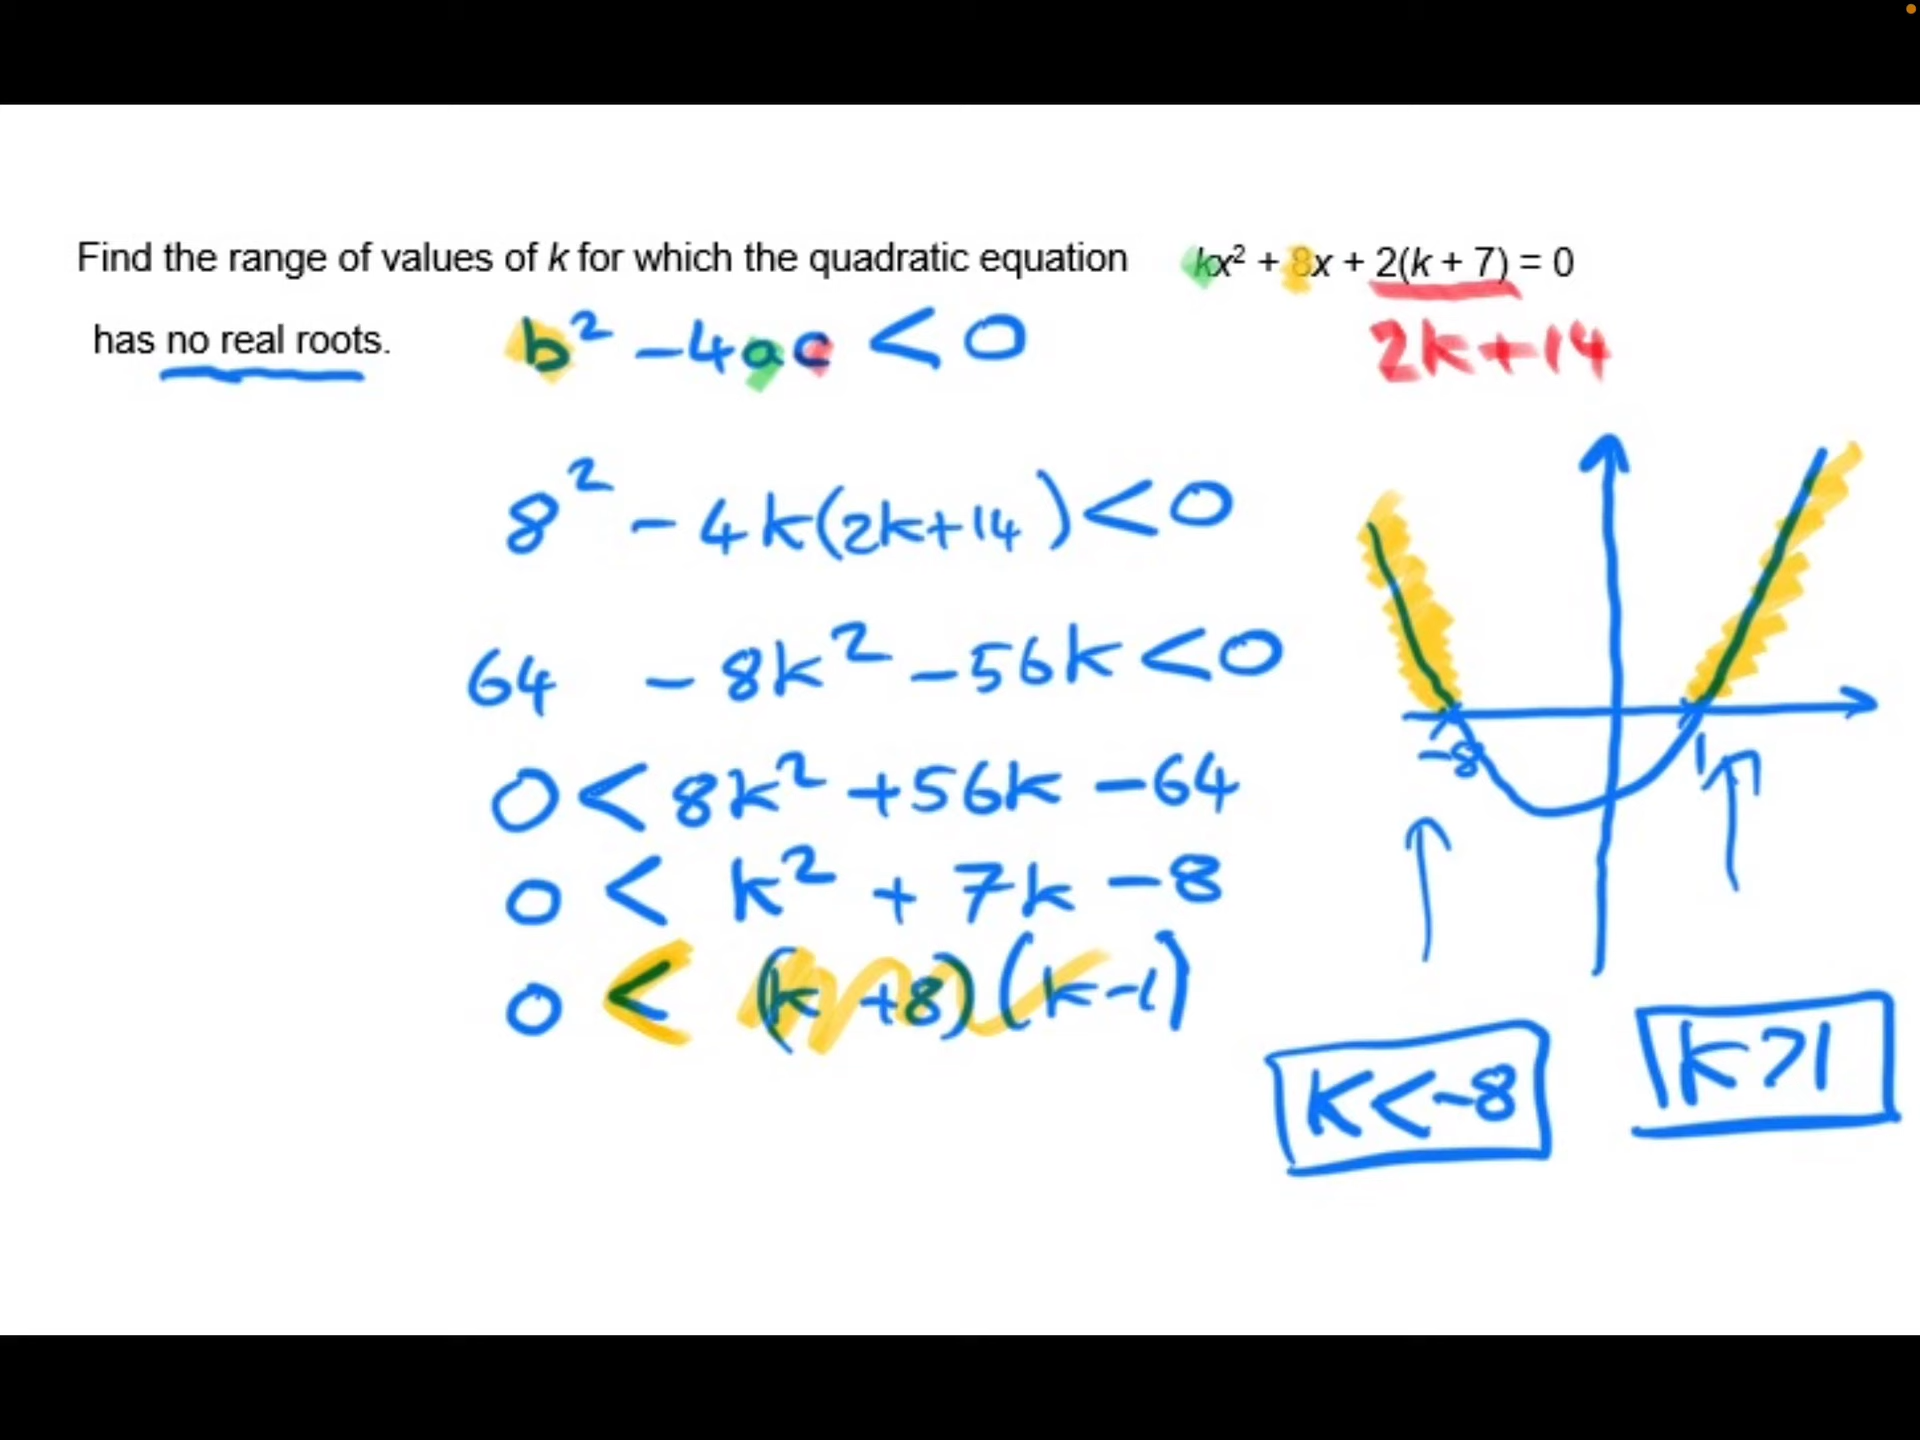 Find the range of values of k for which the quadratic equation kx² + 8x + 2(k + 7) = 0
has no real roots.
b² - 4ac < 0
2k+14
8² - 4k(2k+14) < 0
64 - 8k² - 56k < 0
0 < 8k² + 56k - 64
0 < k² + 7k - 8
0 < (k + 8)(k - 1)
-8
1
k < -8
k > 1